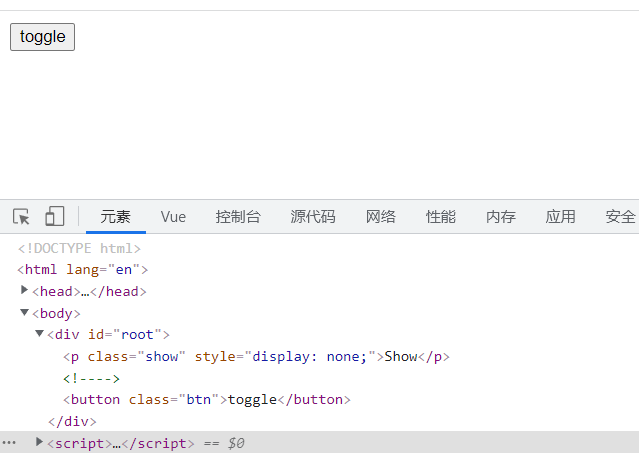 toggle
元素 Vue 控制台 源代码 网络 性能 内存 应用 安全
<!DOCTYPE html>
<html lang="en">
<head>…</head>
<body>
<div id="root">
<p class="show" style="display: none;">Show</p>
<!---->
<button class="btn">toggle</button>
</div>
… <script>…</script> == $0